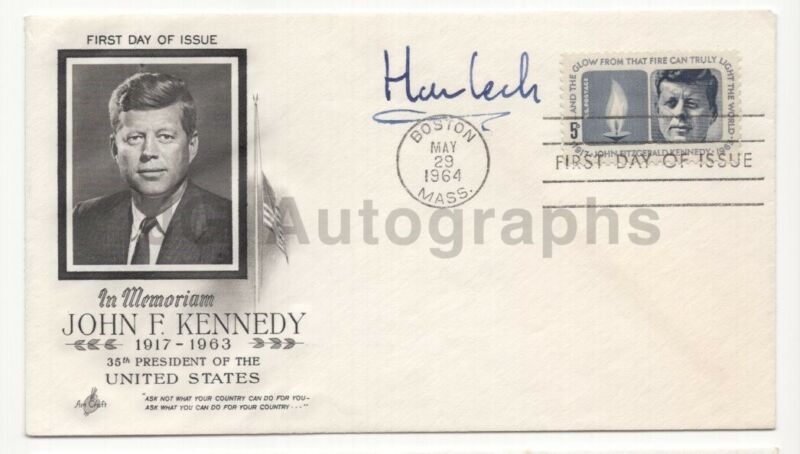 FIRST DAY OF ISSUE
Harlech
AND THE GLOW FROM THAT FIRE CAN TRULY LIGHT THE WORLD
U.S. POSTAGE
5¢
1917 · JOHN FITZGERALD KENNEDY · 1963
BOSTON
MAY
29
1964
MASS.
FIRST DAY OF ISSUE
Autographs
In Memoriam
JOHN F. KENNEDY
1917 - 1963
35th PRESIDENT OF THE
UNITED STATES
Art Craft
"ASK NOT WHAT YOUR COUNTRY CAN DO FOR YOU-
ASK WHAT YOU CAN DO FOR YOUR COUNTRY . . ."